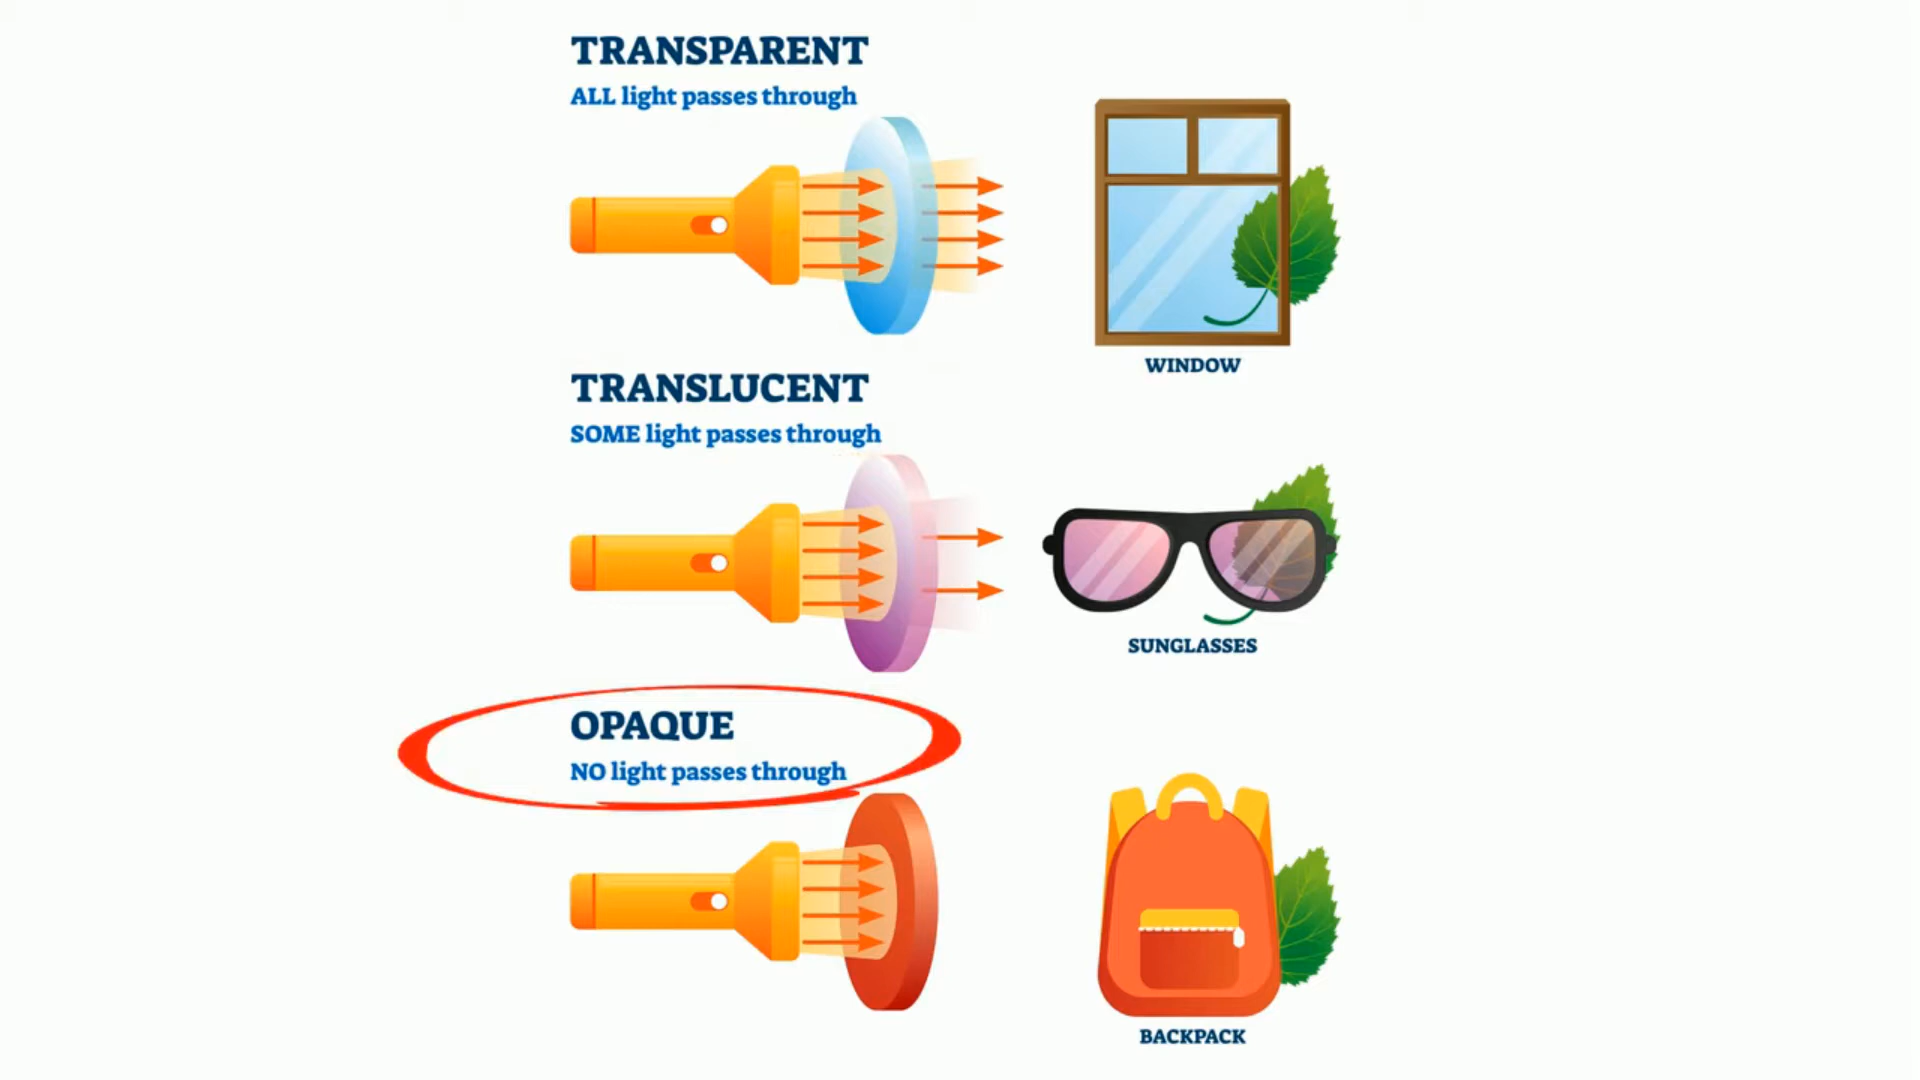 TRANSPARENT
ALL light passes through
WINDOW
TRANSLUCENT
SOME light passes through
SUNGLASSES
OPAQUE
NO light passes through
BACKPACK